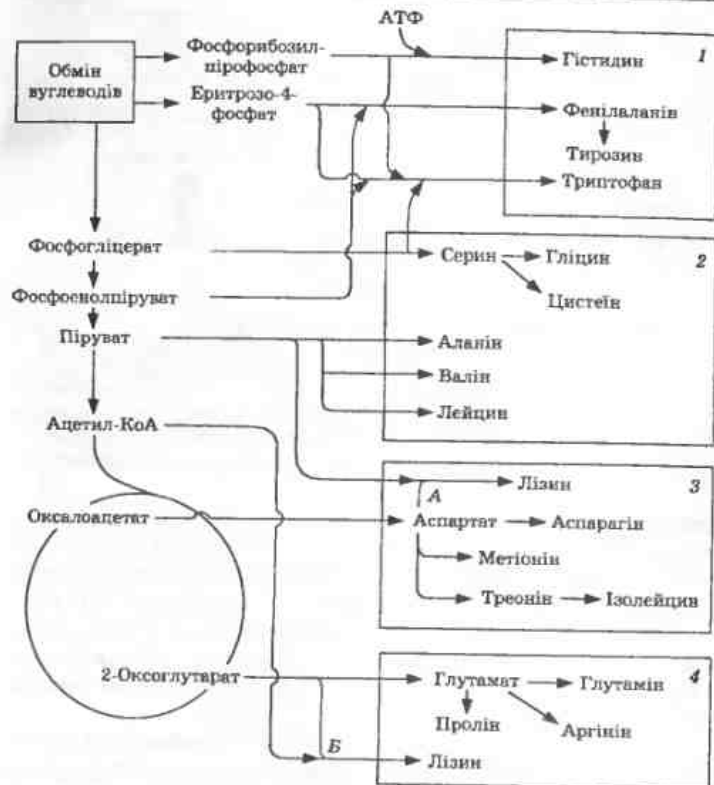 АТФ
Обмін
вуглеводів
Фосфорибозил-
пірофосфат
Еритрозо-4-
фосфат
1
Гістидин
Фенілаланін
Тирозин
Триптофан
Фосфогліцерат
Фосфоенолпіруват
Піруват
2
Серин
Гліцин
Цистеїн
Аланін
Валін
Лейцин
Ацетил-КоА
Оксалоацетат
3
А
Лізин
Аспартат
Аспарагін
Метіонін
Треонін
Ізолейцин
2-Оксоглутарат
4
Глутамат
Глутамін
Пролін
Аргінін
Б
Лізин